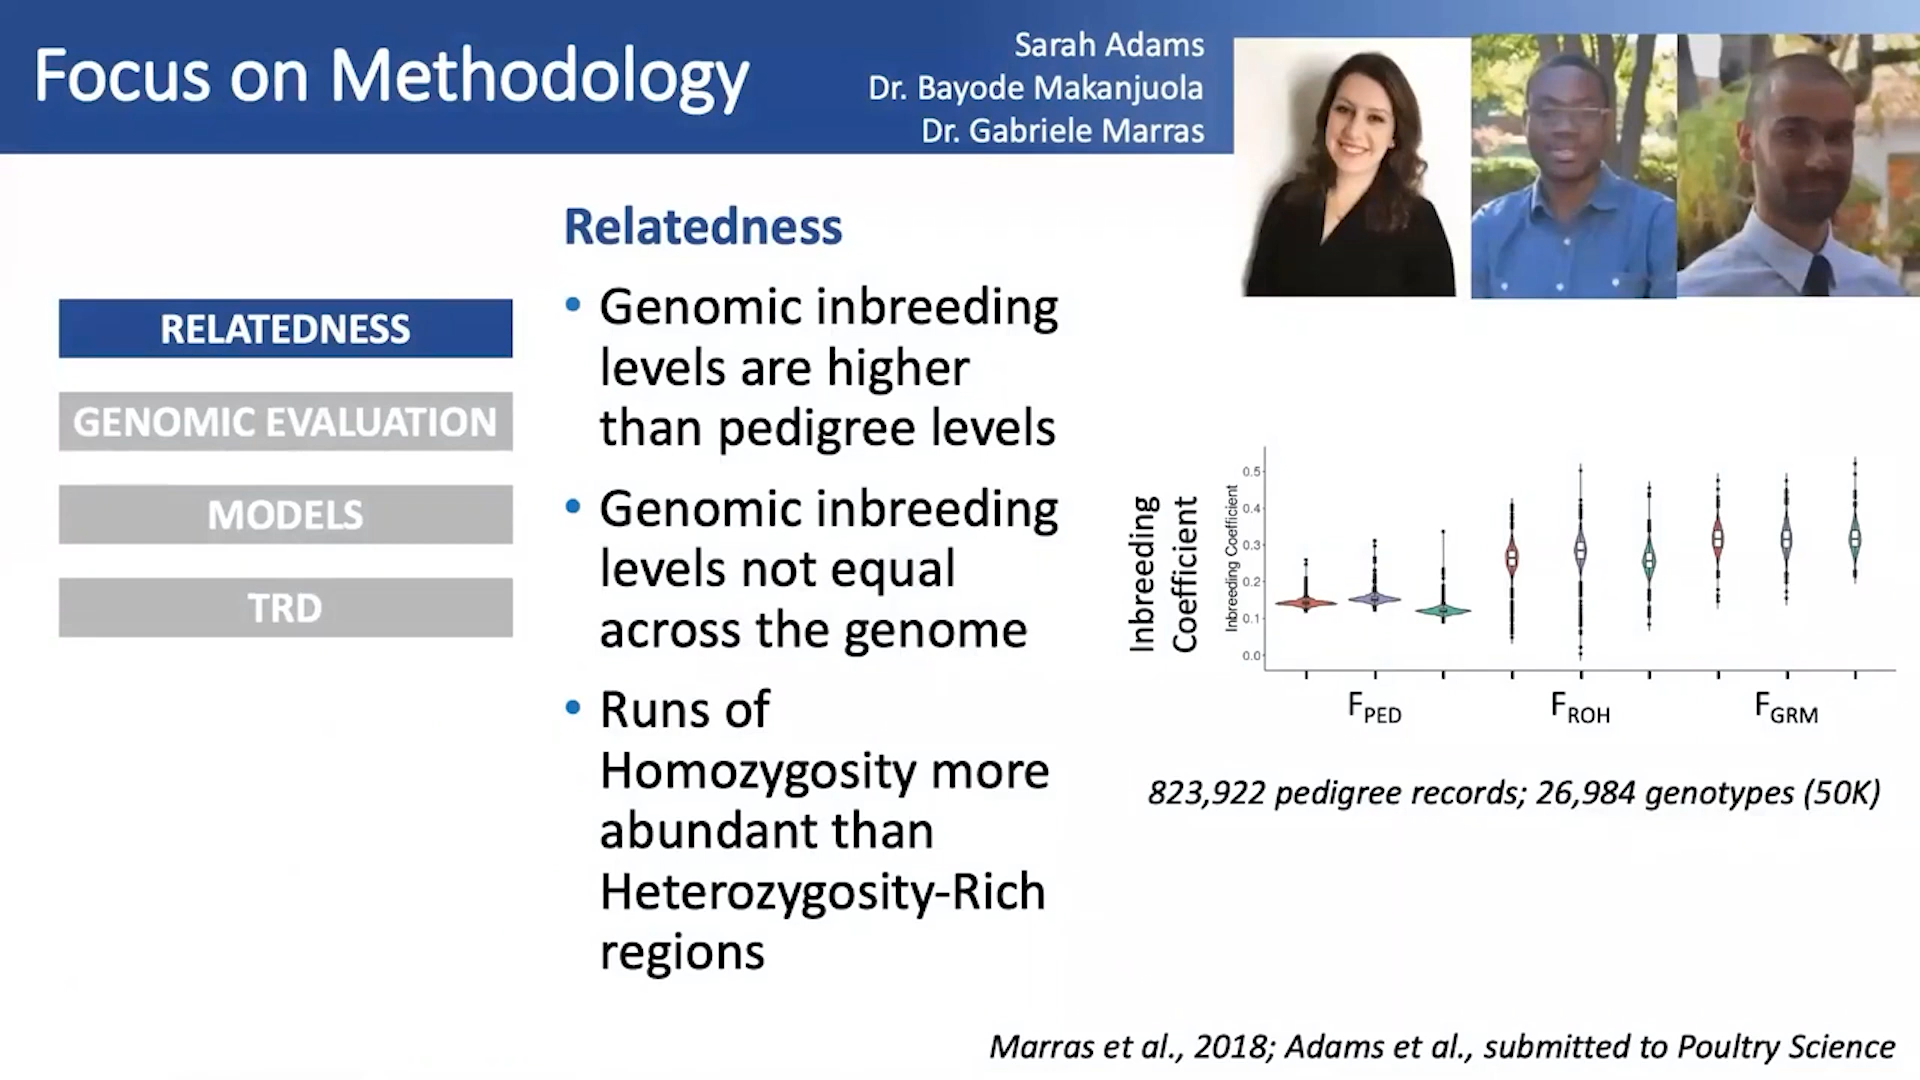 Focus on Methodology
Sarah Adams
Dr. Bayode Makanjuola
Dr. Gabriele Marras
RELATEDNESS
GENOMIC EVALUATION
MODELS
TRD
Relatedness
• Genomic inbreeding
levels are higher
than pedigree levels
• Genomic inbreeding
levels not equal
across the genome
• Runs of
Homozygosity more
abundant than
Heterozygosity-Rich
regions
Inbreeding
Coefficient
Inbreeding Coefficient
0.5
0.4
0.3
0.2
0.1
0.0
FPED FROH FGRM
823,922 pedigree records; 26,984 genotypes (50K)
Marras et al., 2018; Adams et al., submitted to Poultry Science